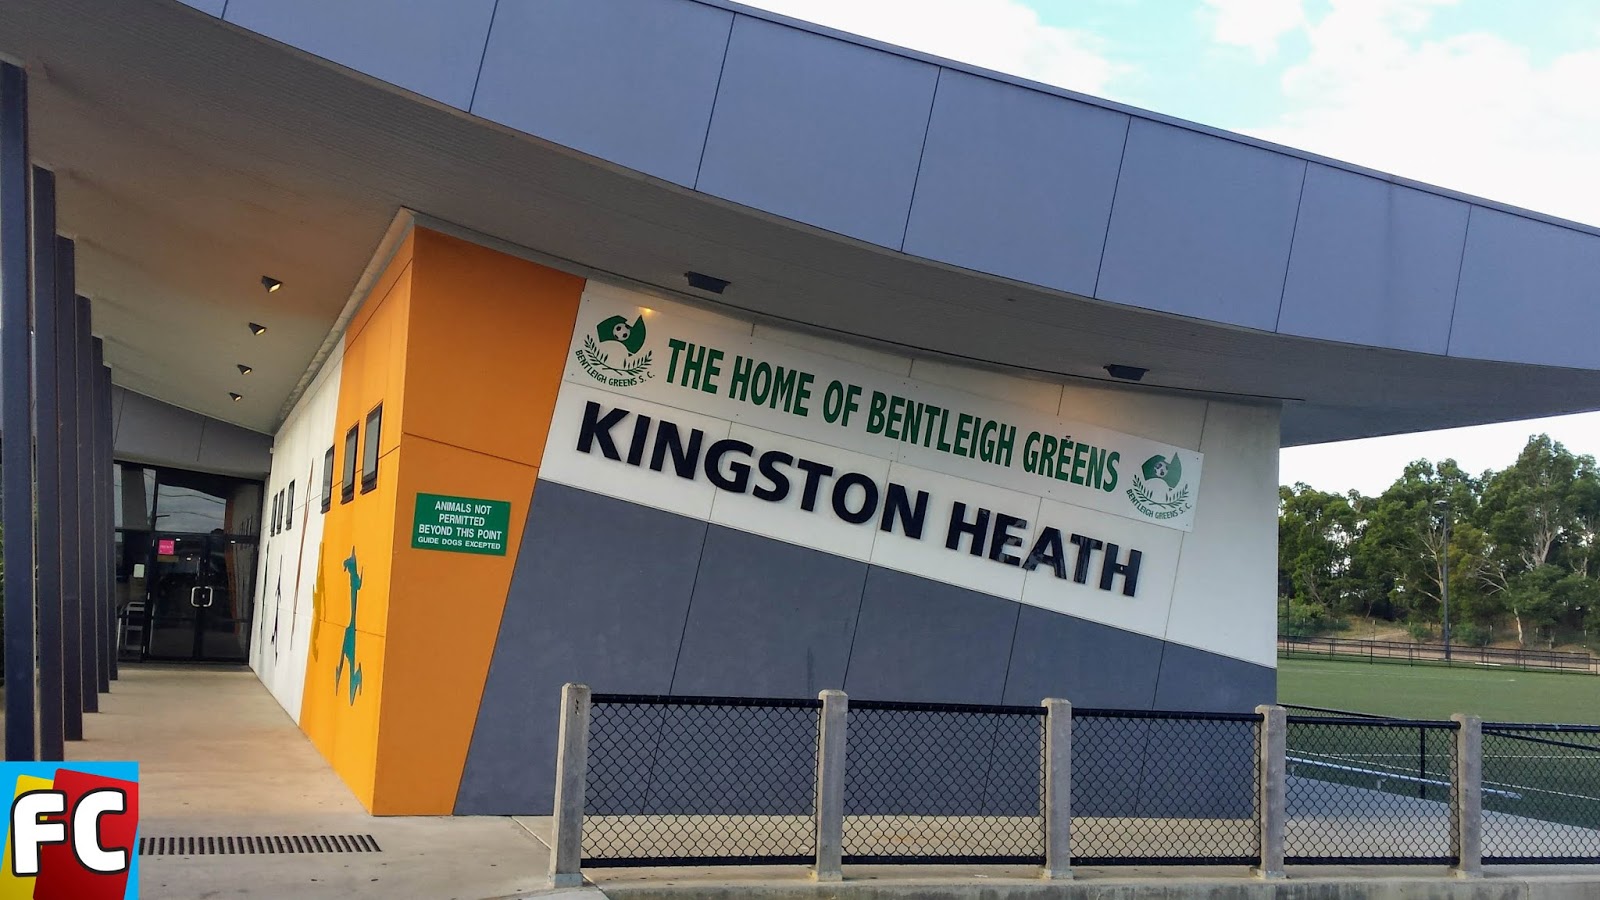 THE HOME OF BENTLEIGH GREENS
BENTLEIGH GREENS S.C.
BENTLEIGH GREENS S.C.
KINGSTON HEATH
ANIMALS NOT
PERMITTED
BEYOND THIS POINT
GUIDE DOGS EXCEPTED
FC